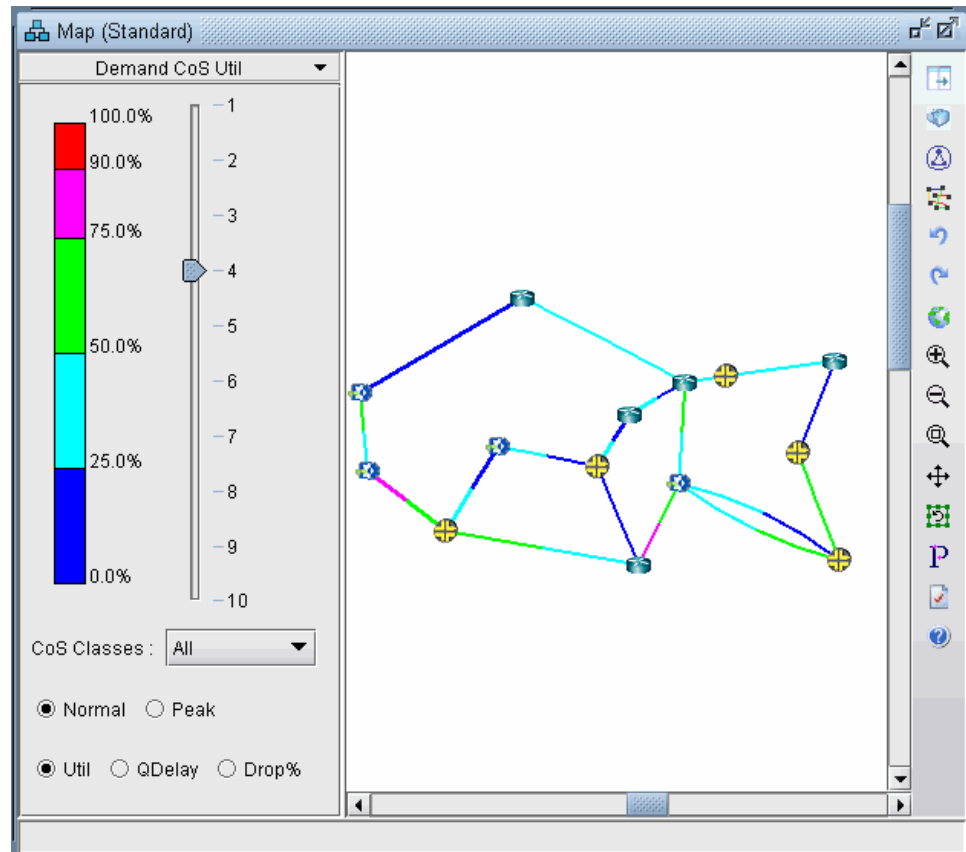 Map (Standard)
Demand CoS Util
100.0%
90.0%
75.0%
50.0%
25.0%
0.0%
1
2
3
4
5
6
7
8
9
10
CoS Classes : All
Normal Peak
Util QDelay Drop%
P